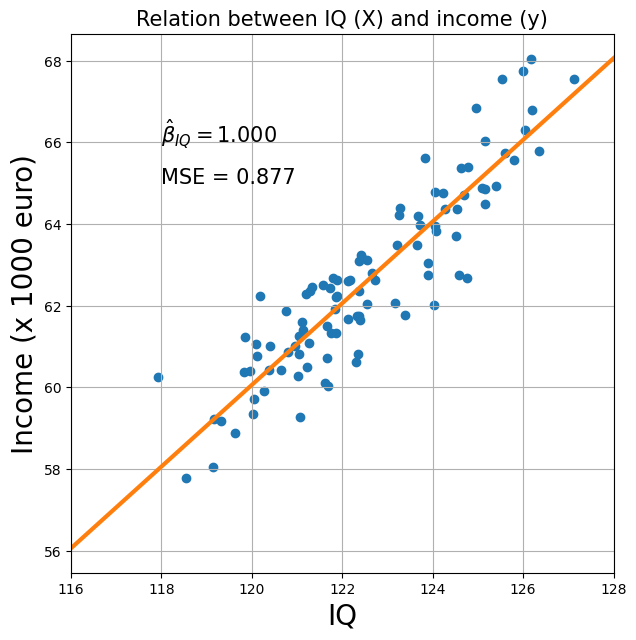 Relation between IQ (X) and income (y)
68
66
64
62
60
58
56
β̂_IQ = 1.000
MSE = 0.877
Income (x 1000 euro)
116 118 120 122 124 126 128
IQ